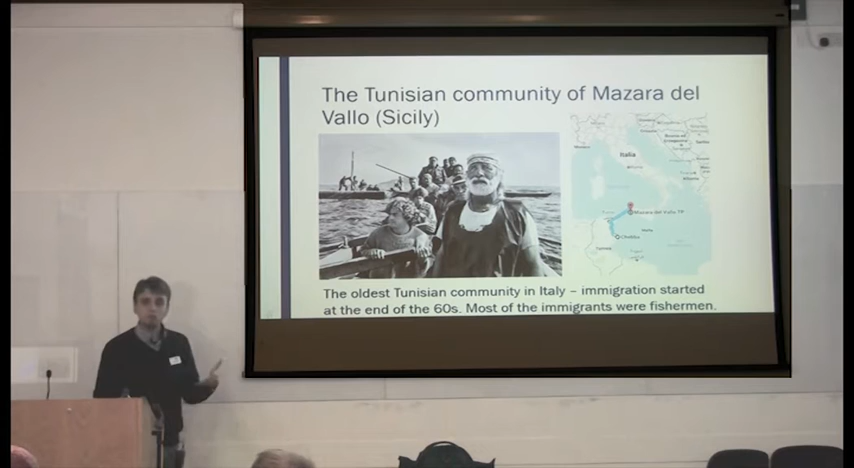 The Tunisian community of Mazara del
Vallo (Sicily)
Italia
Mazara del Vallo TP
Chebba
The oldest Tunisian community in Italy – immigration started
at the end of the 60s. Most of the immigrants were fishermen.